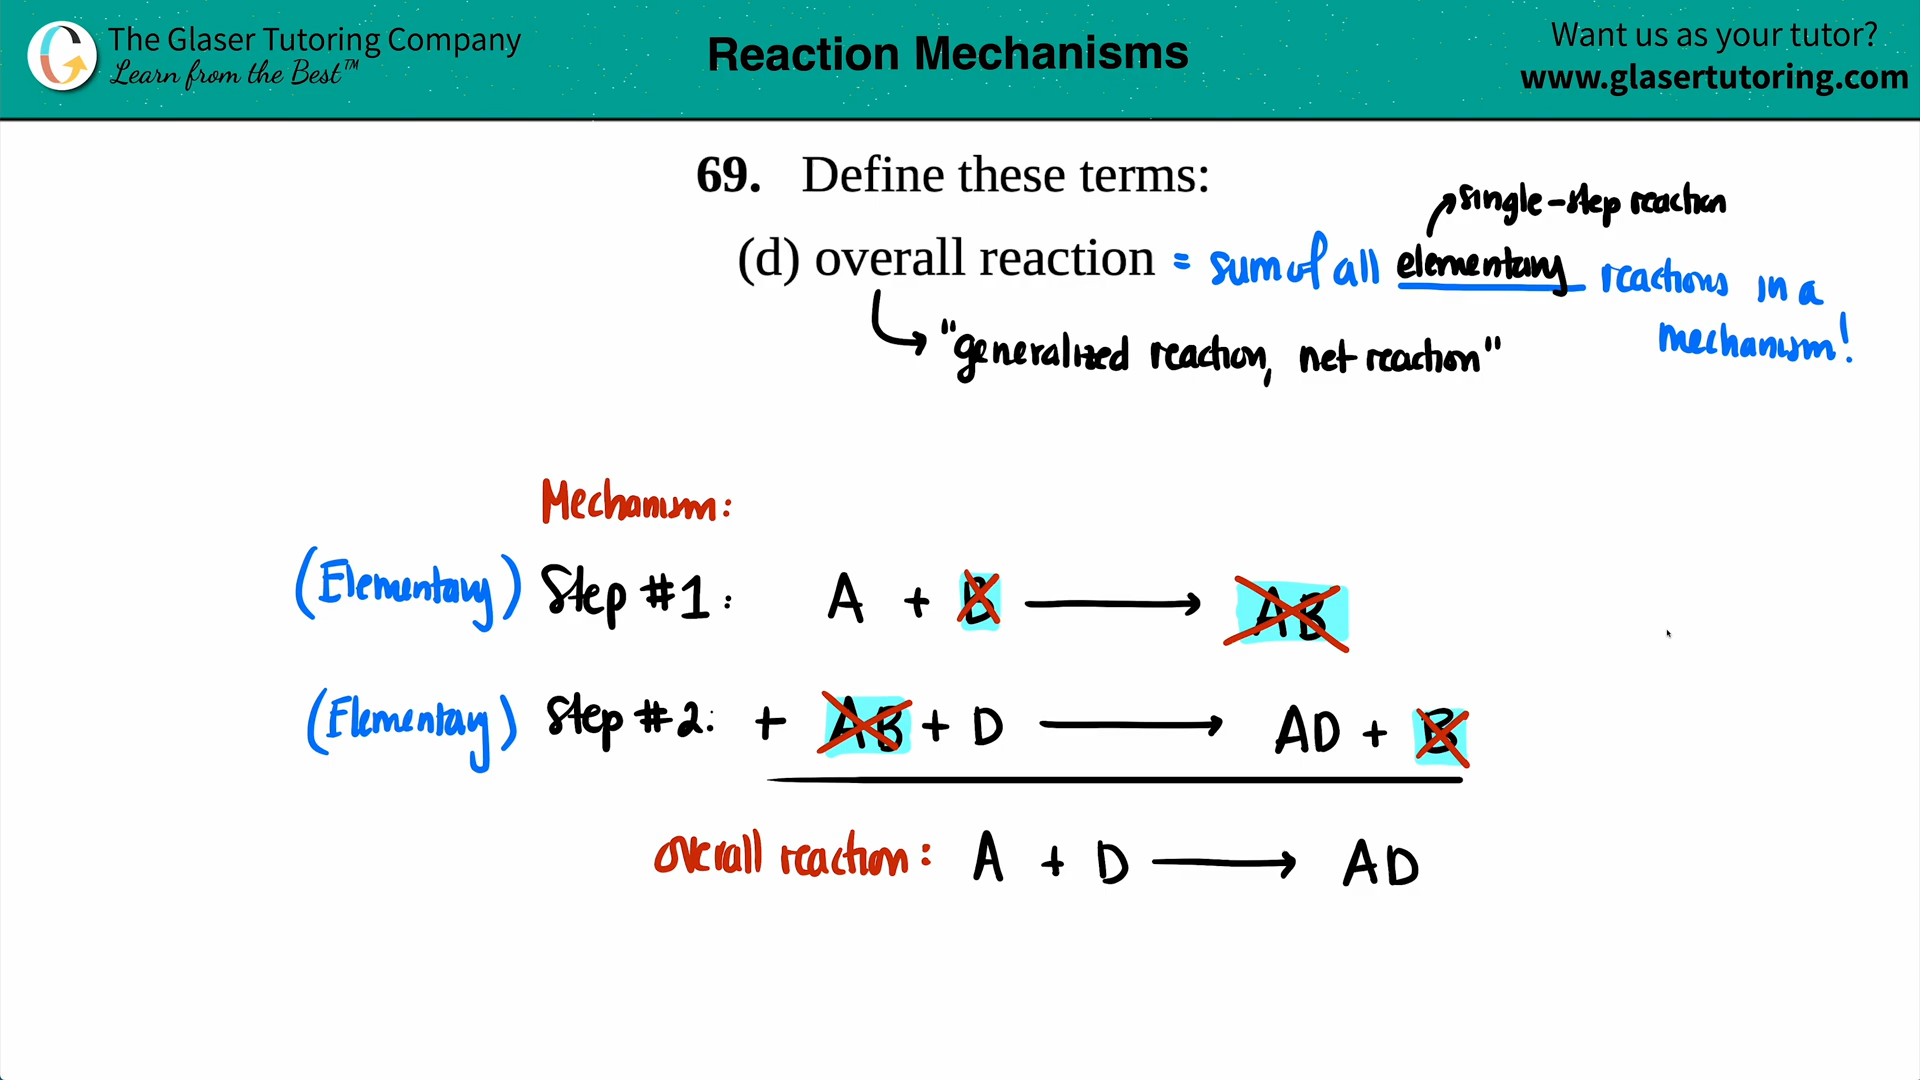 The Glaser Tutoring Company
Learn from the Best™
Reaction Mechanisms
Want us as your tutor?
www.glasertutoring.com
69. Define these terms:
single-step reaction
(d) overall reaction = sum of all elementary reactions in a
mechanism!
"generalized reaction, net reaction"
Mechanism:
(Elementary) Step #1: A + B → AB
(Elementary) Step #2: + AB + D → AD + B
overall reaction: A + D → AD